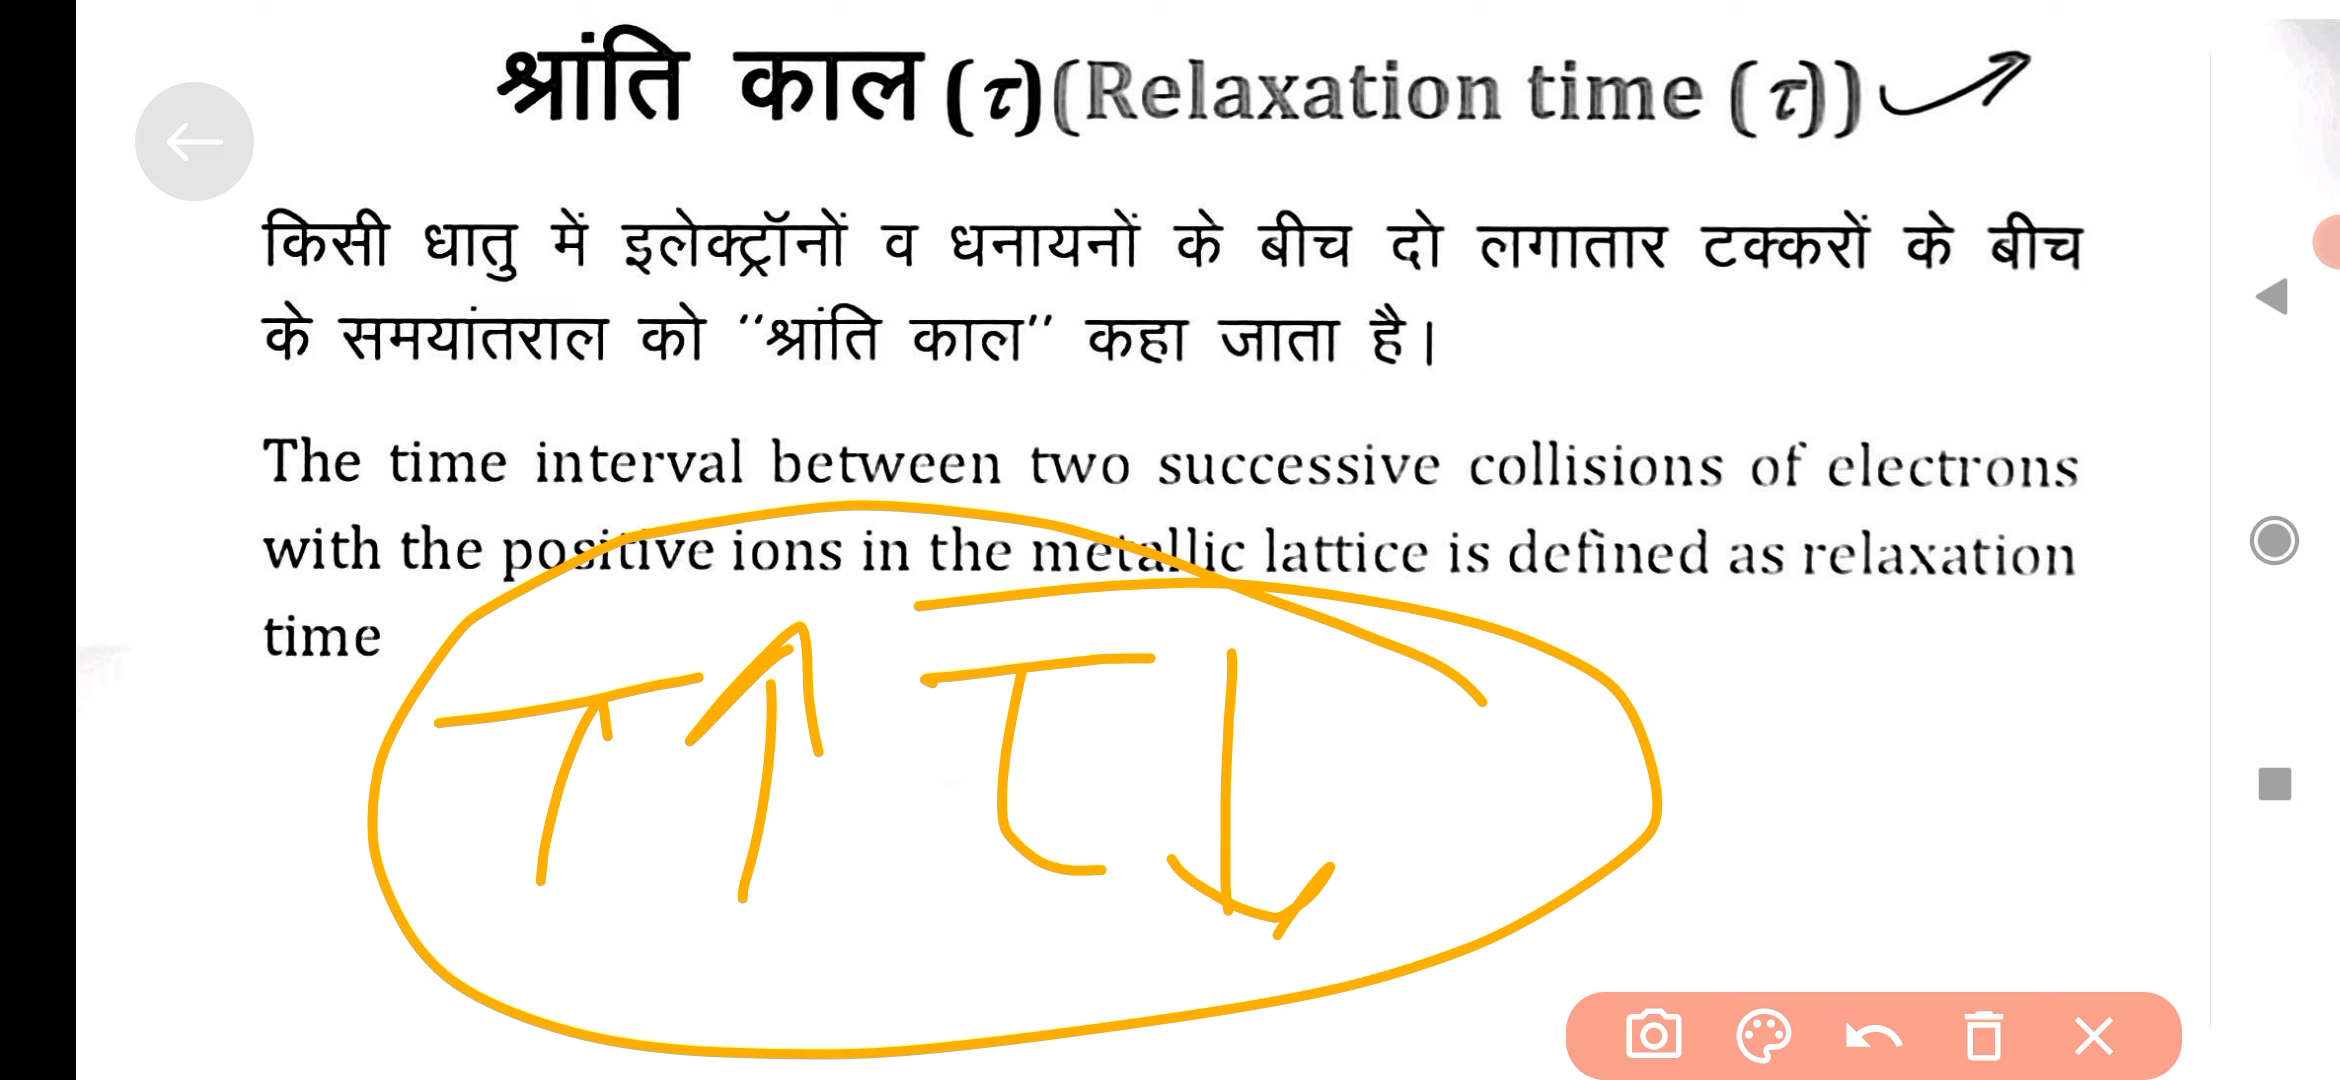 श्रांति काल (τ)(Relaxation time (τ))
किसी धातु में इलेक्ट्रॉनों व धनायनों के बीच दो लगातार टक्करों के बीच
के समयांतराल को "श्रांति काल" कहा जाता है।
The time interval between two successive collisions of electrons
with the positive ions in the metallic lattice is defined as relaxation
time
T↑ τ↓